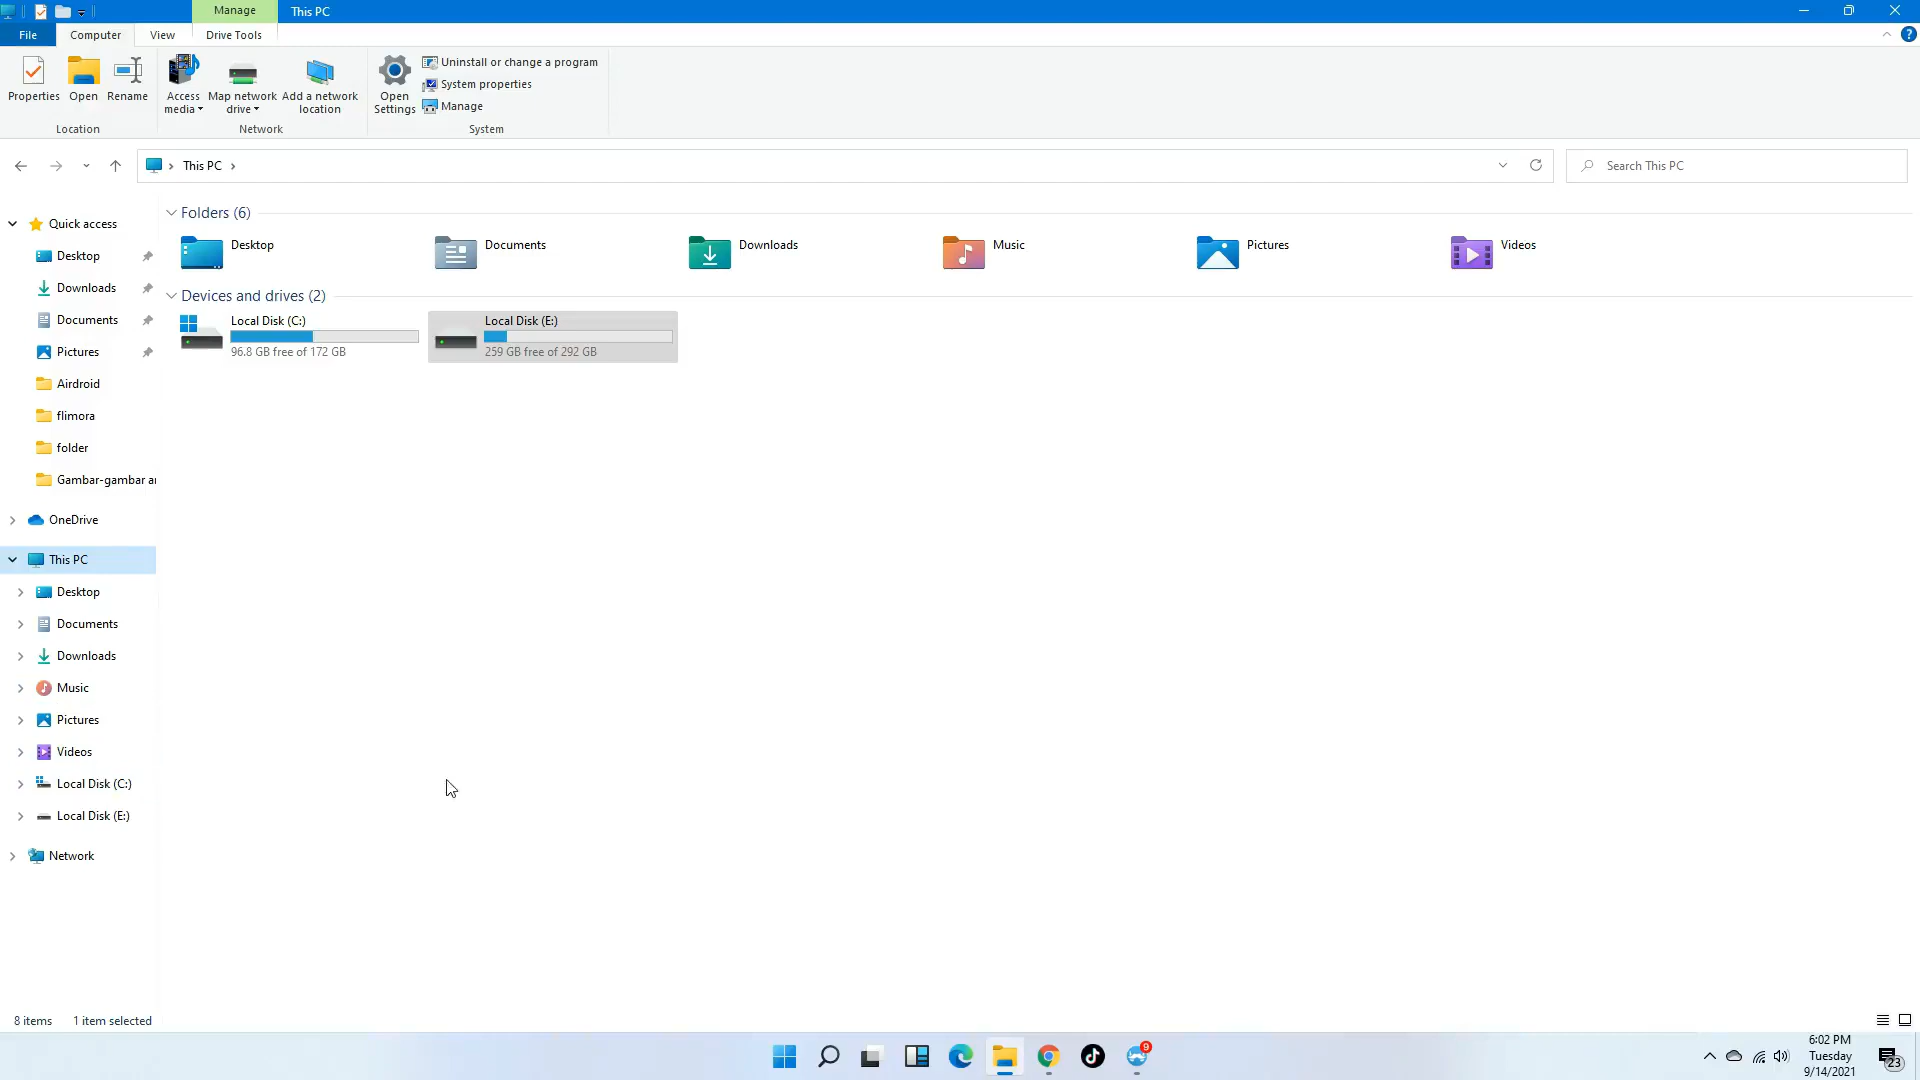 Manage
This PC
File
Computer
View
Drive Tools
Properties
Open
Rename
Access media
Map network drive
Add a network location
Open Settings
Uninstall or change a program
System properties
Manage
Location
Network
System
This PC
Search This PC
Quick access
Desktop
Downloads
Documents
Pictures
Airdroid
flimora
folder
Gambar-gambar
OneDrive
This PC
Desktop
Documents
Downloads
Music
Pictures
Videos
Local Disk (C:)
Local Disk (E:)
Network
Folders (6)
Desktop
Documents
Downloads
Music
Pictures
Videos
Devices and drives (2)
Local Disk (C:)
96.8 GB free of 172 GB
Local Disk (E:)
259 GB free of 292 GB
8 items
1 item selected
9
6:02 PM
Tuesday
9/14/2021
23